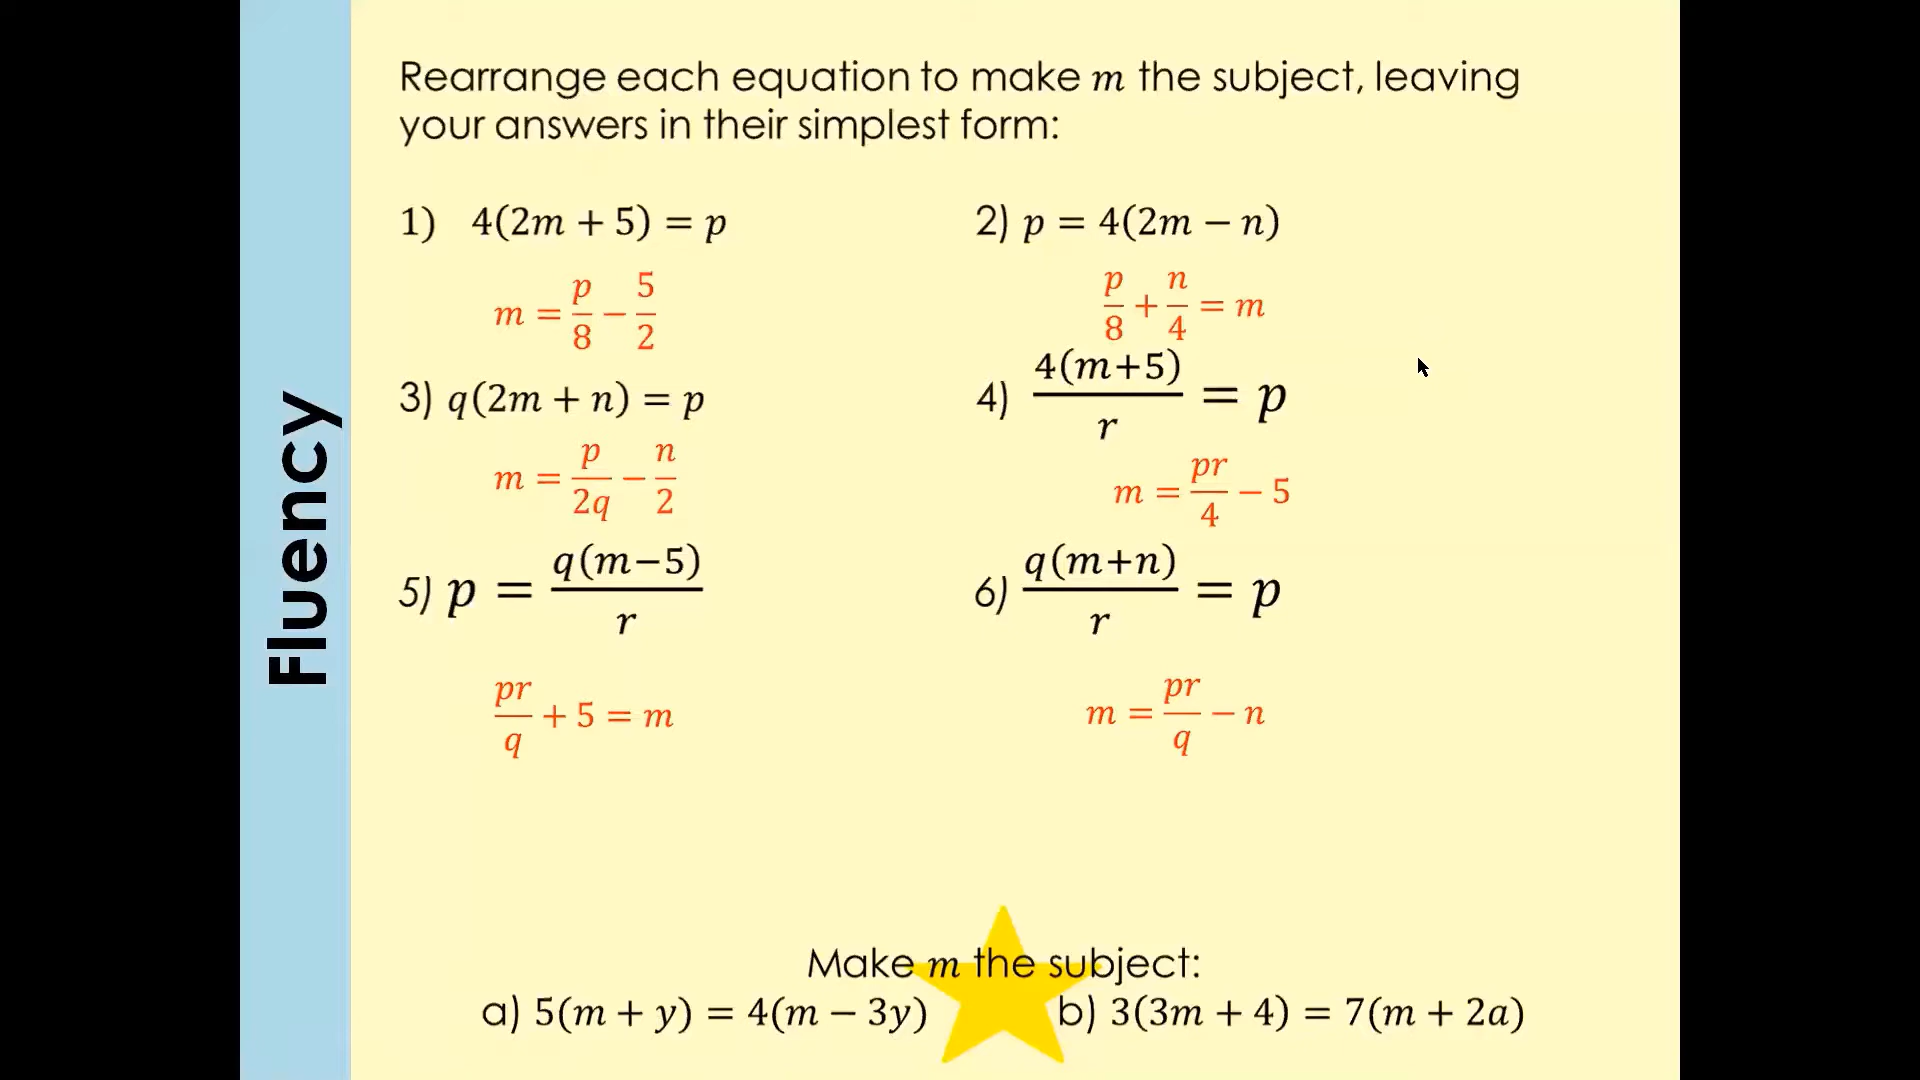 Fluency
Rearrange each equation to make m the subject, leaving
your answers in their simplest form:
1) 4(2m + 5) = p
2) p = 4(2m − n)
m = p/8 − 5/2
p/8 + n/4 = m
3) q(2m + n) = p
4) 4(m+5)/r = p
m = p/2q − n/2
m = pr/4 − 5
5) p = q(m−5)/r
6) q(m+n)/r = p
pr/q + 5 = m
m = pr/q − n
Make m the subject:
a) 5(m + y) = 4(m − 3y)
b) 3(3m + 4) = 7(m + 2a)